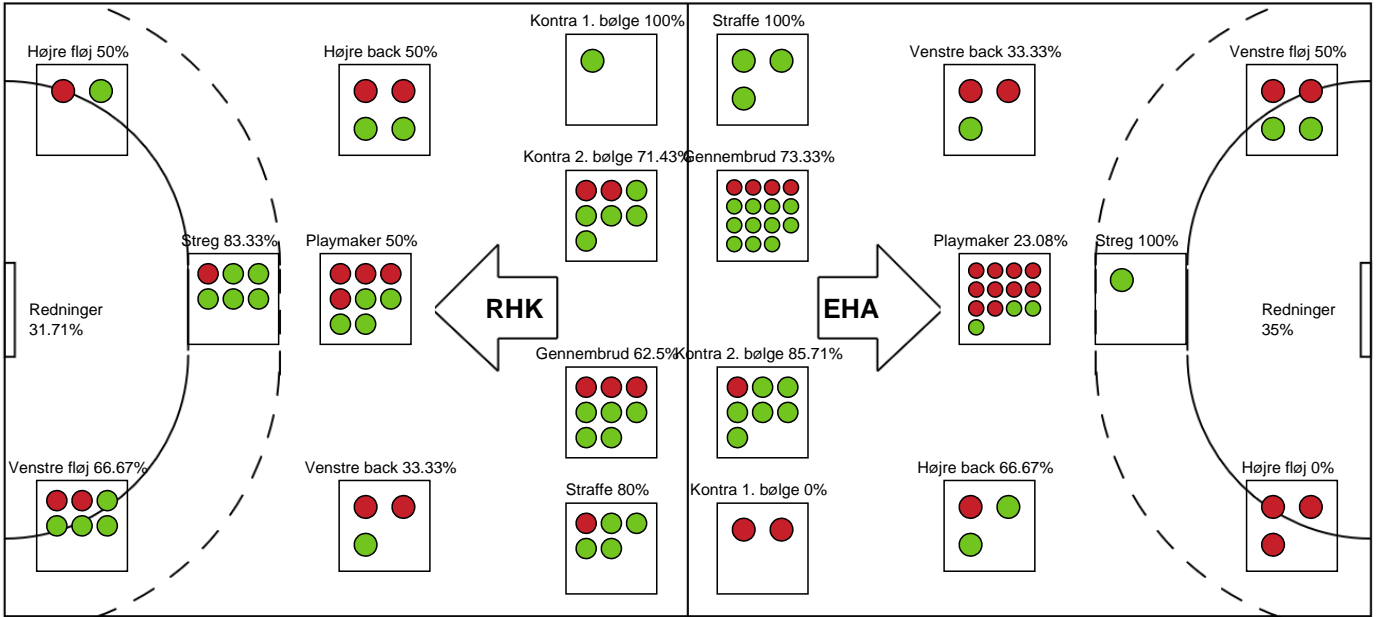 Kontra 1. bølge 100%
Straffe 100%
Højre fløj 50%
Højre back 50%
Venstre back 33.33%
Venstre fløj 50%
Kontra 2. bølge 71.43%
Gennembrud 73.33%
Streg 83.33%
Playmaker 50%
Playmaker 23.08%
Streg 100%
Redninger
31.71%
RHK
EHA
Redninger
35%
Gennembrud 62.5%
Kontra 2. bølge 85.71%
Venstre fløj 66.67%
Venstre back 33.33%
Højre back 66.67%
Højre fløj 0%
Straffe 80%
Kontra 1. bølge 0%